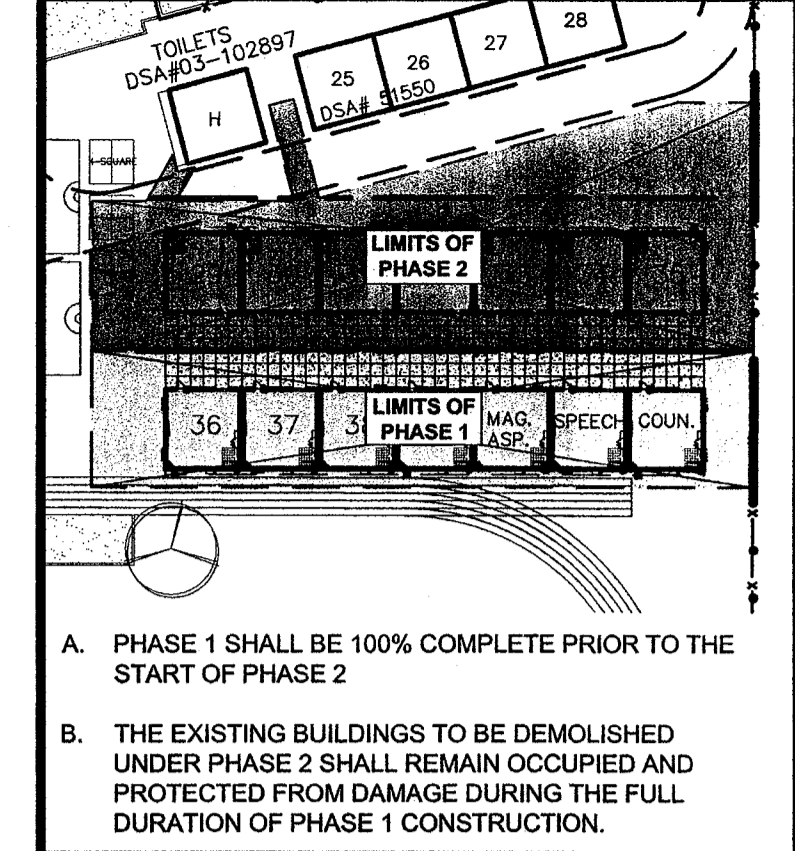 TOILETS
DSA#03-102897
28
27
26
25
DSA# 51550
H
4-SQUARE
LIMITS OF
PHASE 2
LIMITS OF
PHASE 1
36
37
MAG.
ASP.
SPEECH
COUN.
A. PHASE 1 SHALL BE 100% COMPLETE PRIOR TO THE
START OF PHASE 2
B. THE EXISTING BUILDINGS TO BE DEMOLISHED
UNDER PHASE 2 SHALL REMAIN OCCUPIED AND
PROTECTED FROM DAMAGE DURING THE FULL
DURATION OF PHASE 1 CONSTRUCTION.